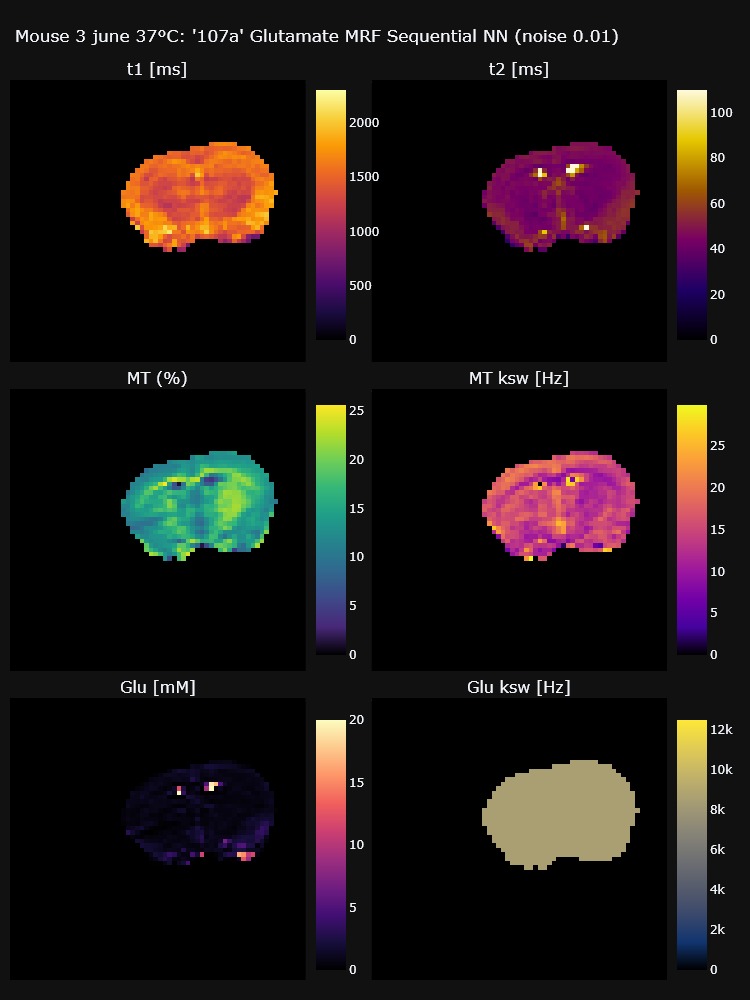 Mouse 3 june 37ºC: '107a' Glutamate MRF Sequential NN (noise 0.01)
t1 [ms]
2000
1500
1000
500
0
t2 [ms]
100
80
60
40
20
0
MT (%)
25
20
15
10
5
0
MT ksw [Hz]
25
20
15
10
5
0
Glu [mM]
20
15
10
5
0
Glu ksw [Hz]
12k
10k
8k
6k
4k
2k
0